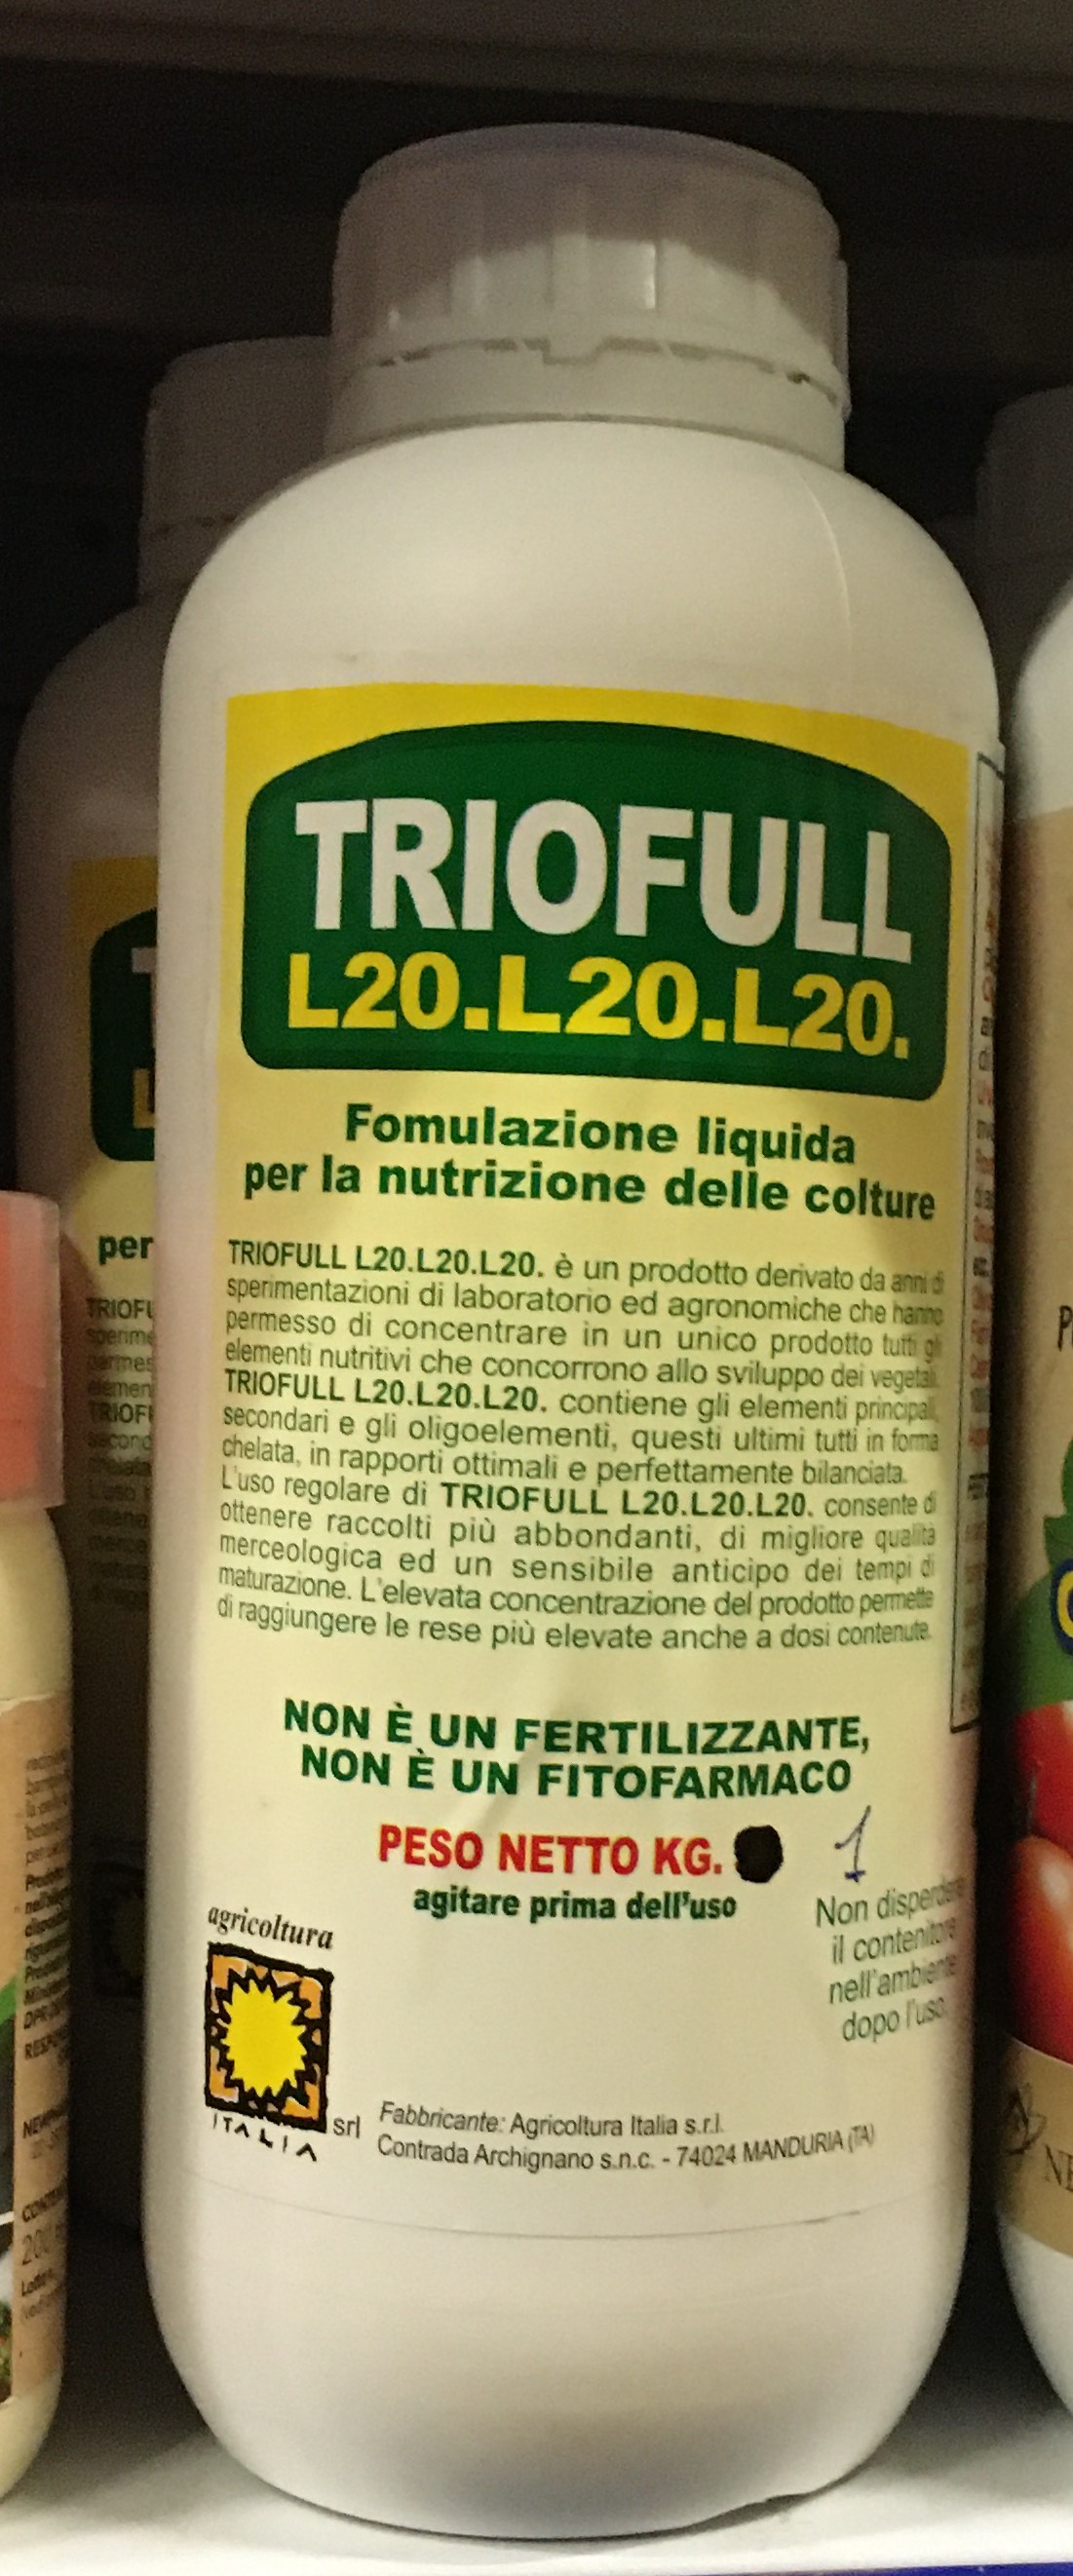 TRIOFULL
L20.L20.L20.
Fomulazione liquida
per la nutrizione delle colture
TRIOFULL L20.L20.L20. è un prodotto derivato da anni di
sperimentazioni di laboratorio ed agronomiche che hanno
permesso di concentrare in un unico prodotto tutti gli
elementi nutritivi che concorrono allo sviluppo dei vegetali.
TRIOFULL L20.L20.L20. contiene gli elementi principali,
secondari e gli oligoelementi, questi ultimi tutti in forma
chelata, in rapporti ottimali e perfettamente bilanciata.
L'uso regolare di TRIOFULL L20.L20.L20. consente di
ottenere raccolti più abbondanti, di migliore qualità
merceologica ed un sensibile anticipo dei tempi di
maturazione. L'elevata concentrazione del prodotto permette
di raggiungere le rese più elevate anche a dosi contenute.
NON È UN FERTILIZZANTE,
NON È UN FITOFARMACO
PESO NETTO KG. 1
agitare prima dell'uso
Non disperdere
il contenitore
nell'ambiente
dopo l'uso.
agricoltura
ITALIA
srl
Fabbricante: Agricoltura Italia s.r.l.
Contrada Archignano s.n.c. - 74024 MANDURIA (TA)
per